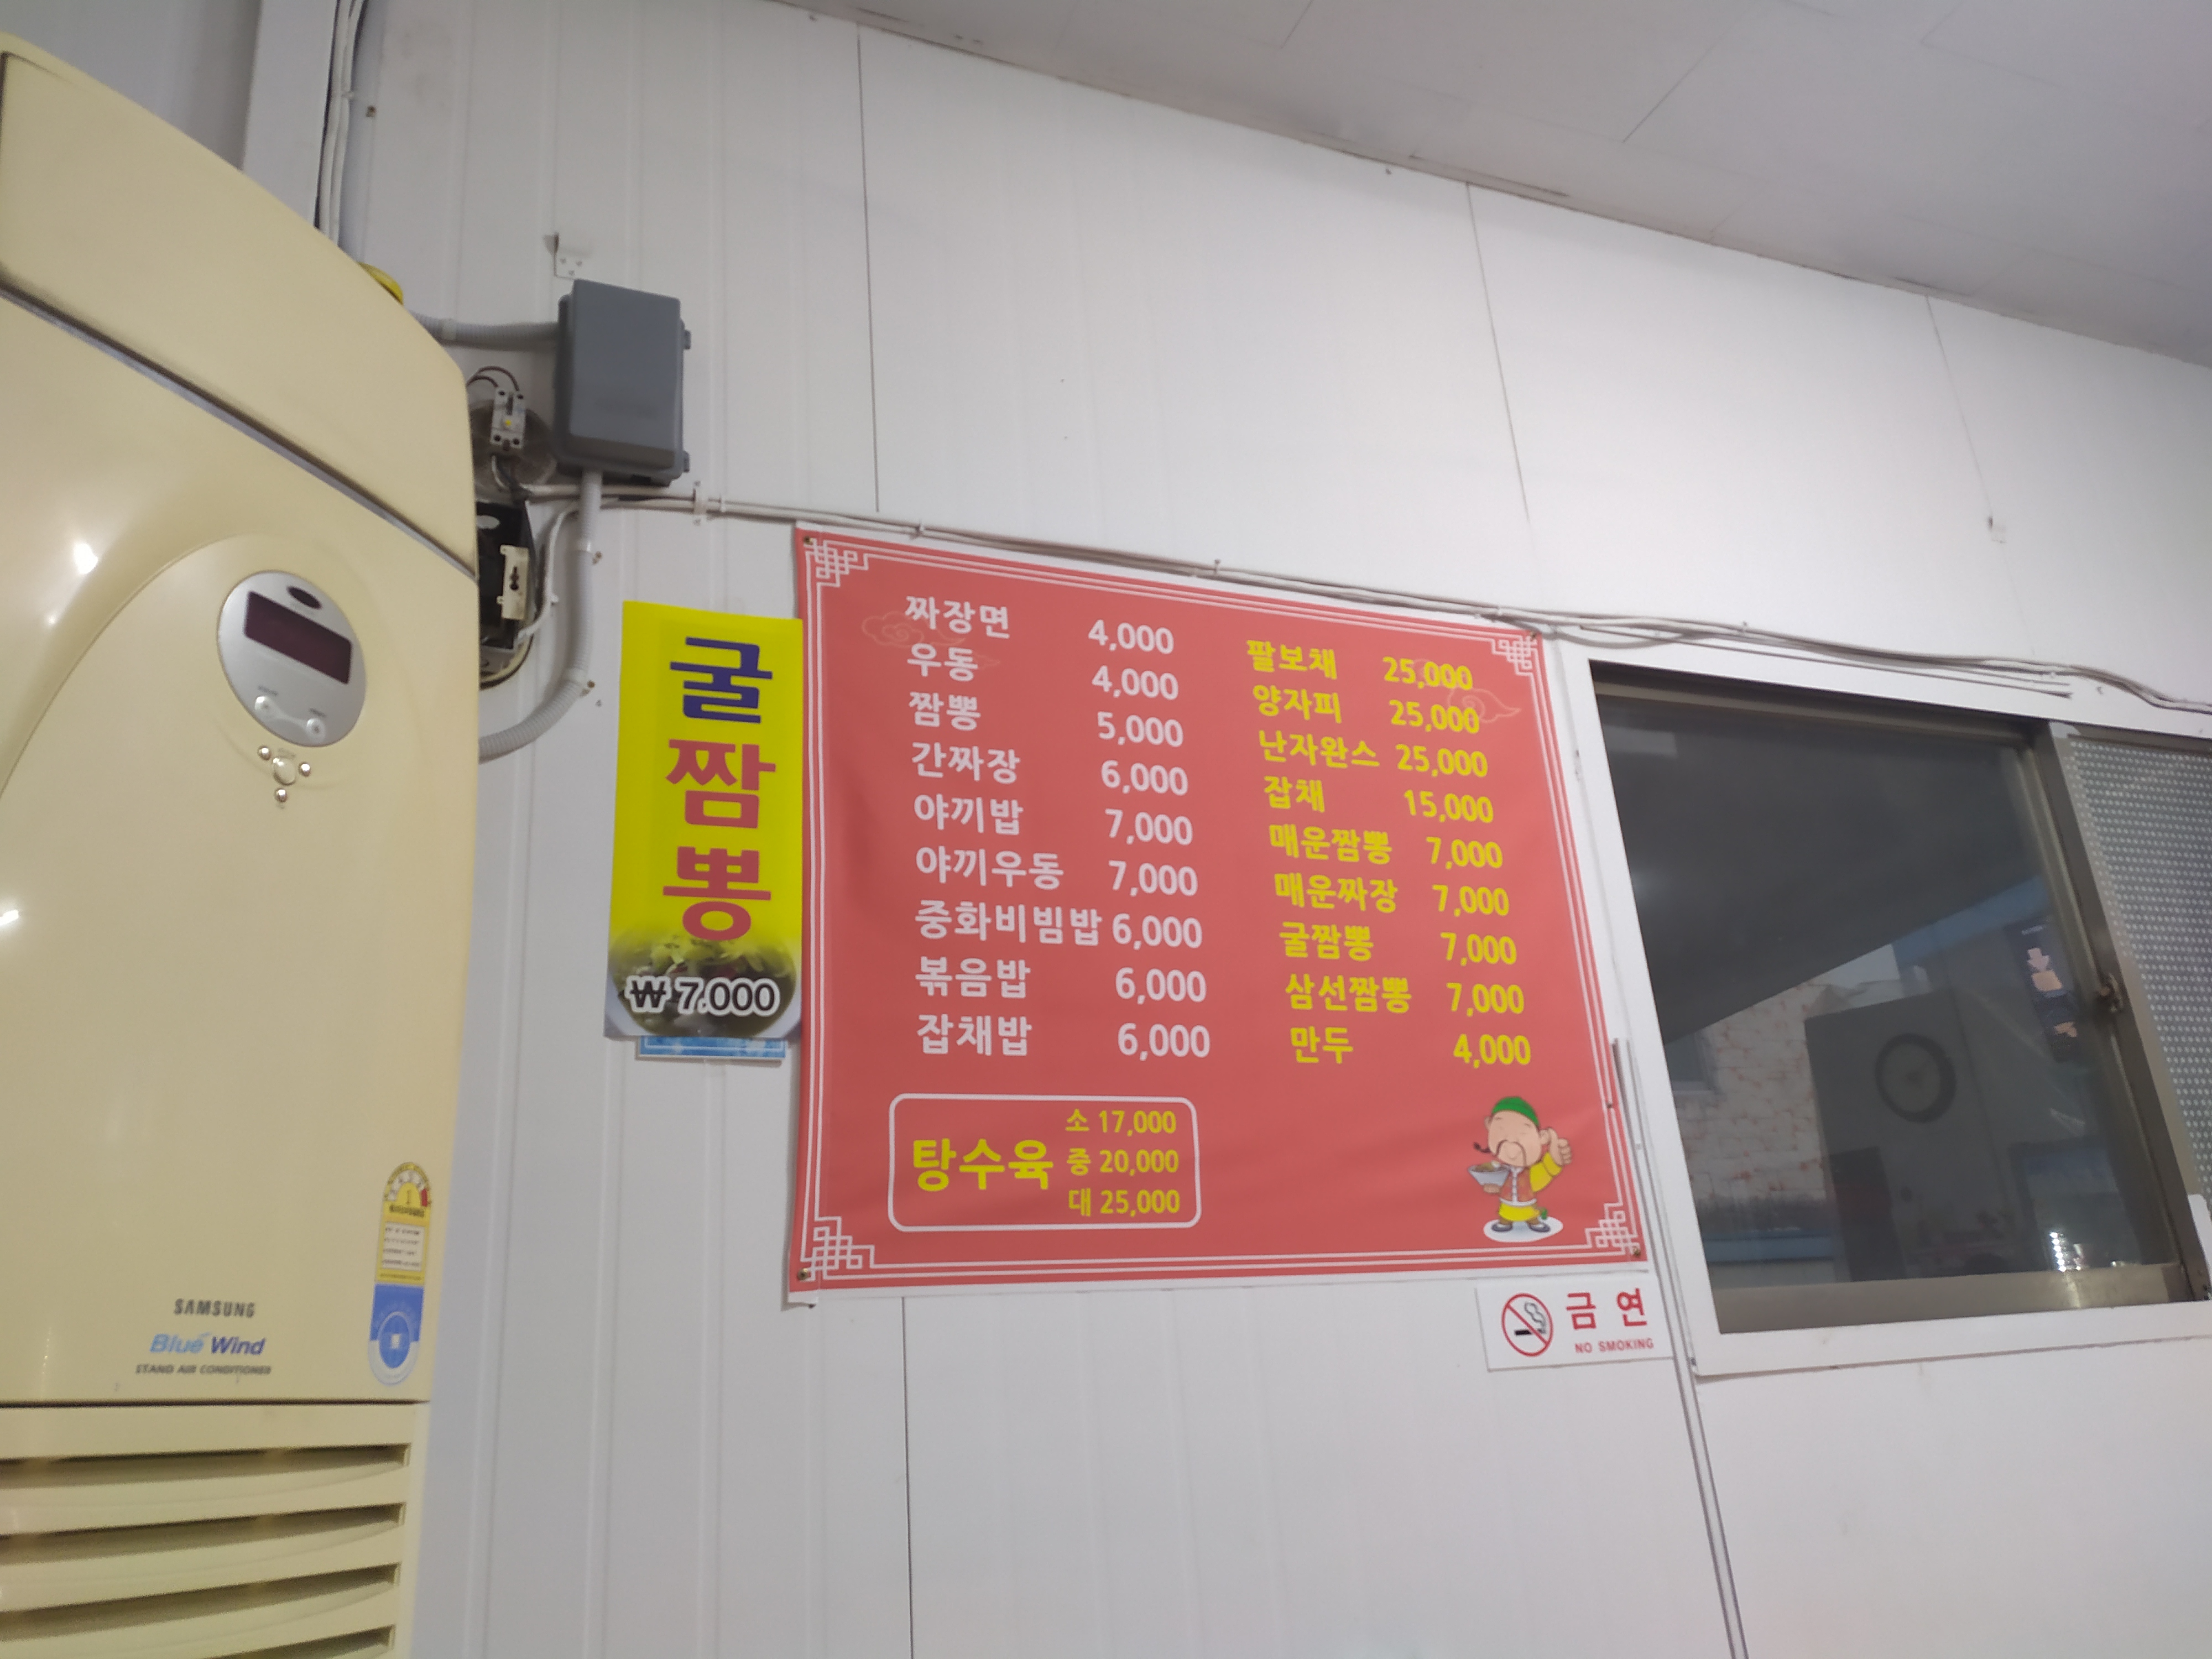 굴
짬
뽕
₩ 7.000
짜장면 4,000
우동 4,000
짬뽕 5,000
간짜장 6,000
야끼밥 7,000
야끼우동 7,000
중화비빔밥 6,000
볶음밥 6,000
잡채밥 6,000
팔보채 25,000
양자피 25,000
난자완스 25,000
잡채 15,000
매운짬뽕 7,000
매운짜장 7,000
굴짬뽕 7,000
삼선짬뽕 7,000
만두 4,000
탕수육
소 17,000
중 20,000
대 25,000
금 연
NO SMOKING
SAMSUNG
Blue Wind
STAND AIR CONDITIONER